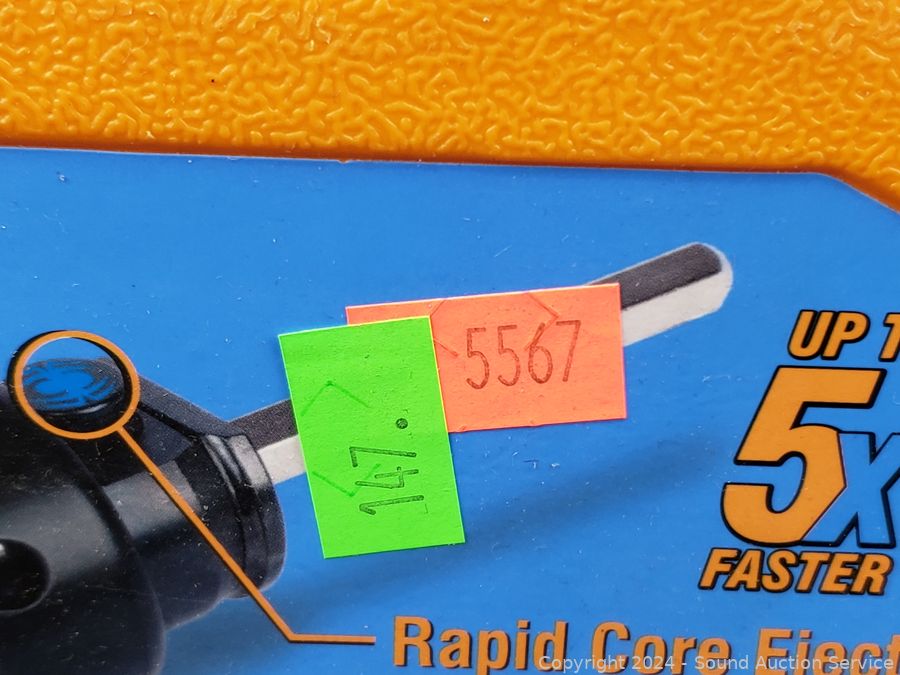 5567
147.
UP T
5X
FASTER
Rapid Core Eject
Copyright 2024 - Sound Auction Service